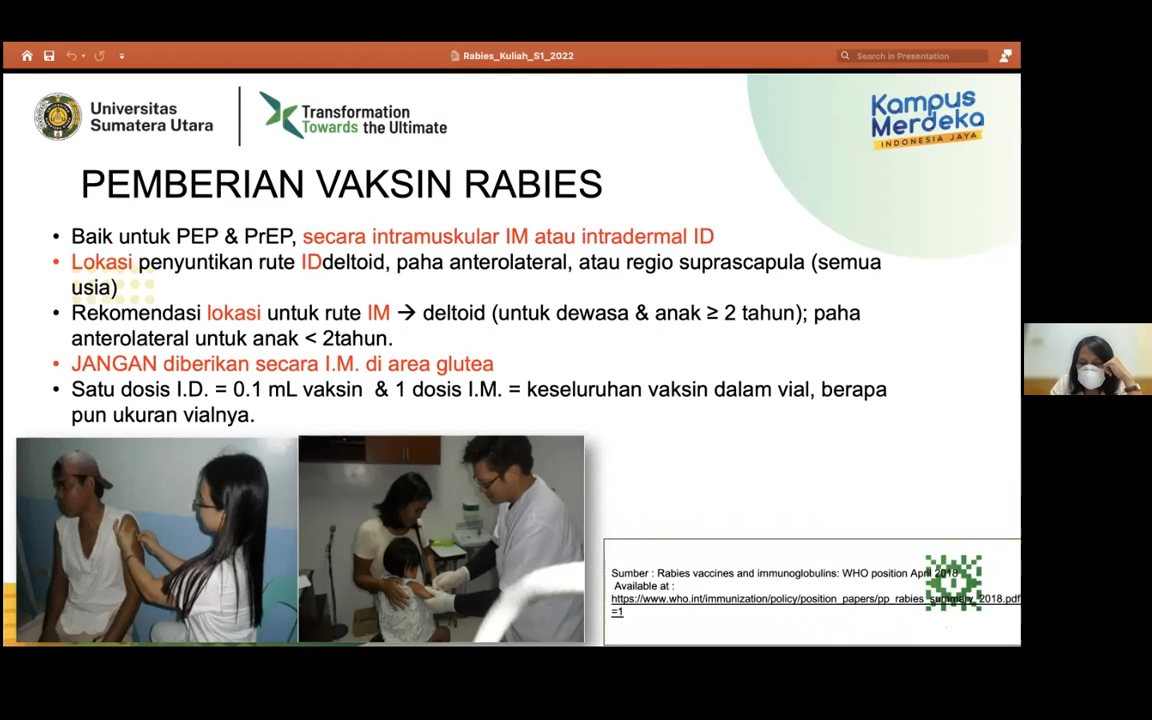 Rabies_Kuliah_S1_2022
Search in Presentation
Universitas
Sumatera Utara
Transformation
Towards the Ultimate
Kampus
Merdeka
INDONESIA JAYA
PEMBERIAN VAKSIN RABIES
• Baik untuk PEP & PrEP, secara intramuskular IM atau intradermal ID
• Lokasi penyuntikan rute IDdeltoid, paha anterolateral, atau regio suprascapula (semua
usia)
• Rekomendasi lokasi untuk rute IM → deltoid (untuk dewasa & anak ≥ 2 tahun); paha
anterolateral untuk anak < 2tahun.
• JANGAN diberikan secara I.M. di area glutea
• Satu dosis I.D. = 0.1 mL vaksin & 1 dosis I.M. = keseluruhan vaksin dalam vial, berapa
pun ukuran vialnya.
Sumber : Rabies vaccines and immunoglobulins: WHO position April 2018
Available at :
https://www.who.int/immunization/policy/position_papers/pp_rabies_summary_2018.pdf
=1